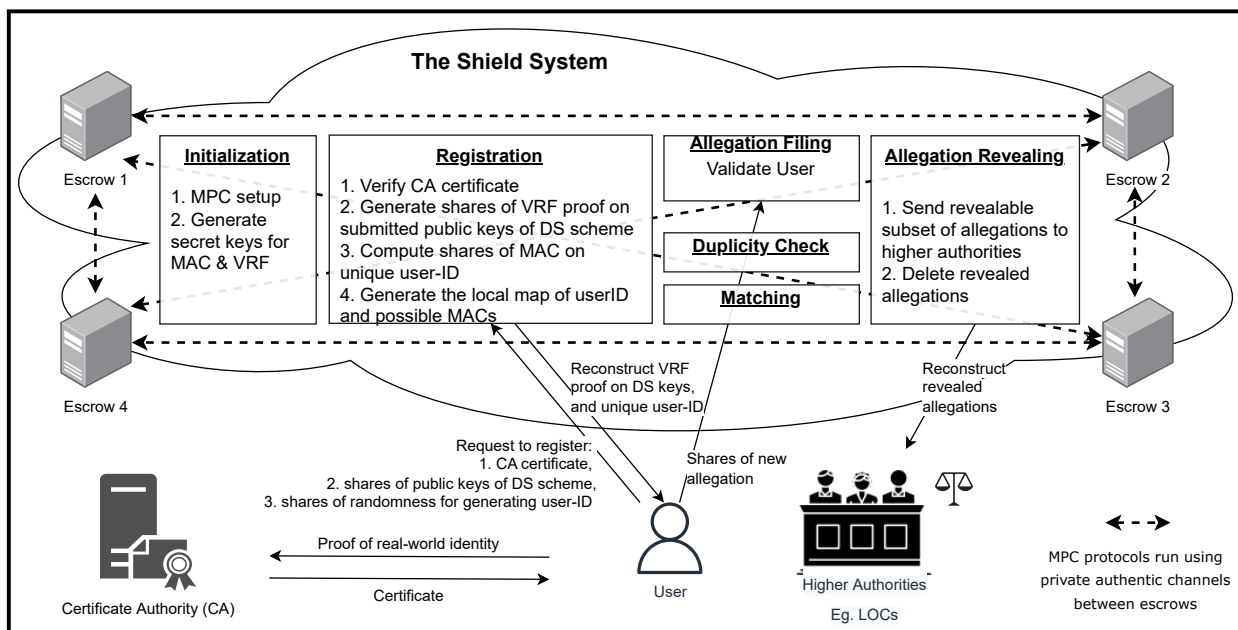 The Shield System
Escrow 1
Escrow 2
Initialization
1. MPC setup
2. Generate
secret keys for
MAC & VRF
Registration
1. Verify CA certificate
2. Generate shares of VRF proof on
submitted public keys of DS scheme
3. Compute shares of MAC on
unique user-ID
4. Generate the local map of userID
and possible MACs
Allegation Filing
Validate User
Duplicity Check
Matching
Allegation Revealing
1. Send revealable
subset of allegations to
higher authorities
2. Delete revealed
allegations
Escrow 4
Escrow 3
Reconstruct VRF
proof on DS keys,
and unique user-ID
Reconstruct
revealed
allegations
Request to register:
1. CA certificate,
2. shares of public keys of DS scheme,
3. shares of randomness for generating user-ID
Shares of new
allegation
Proof of real-world identity
Certificate
Certificate Authority (CA)
User
Higher Authorities
Eg. LOCs
MPC protocols run using
private authentic channels
between escrows